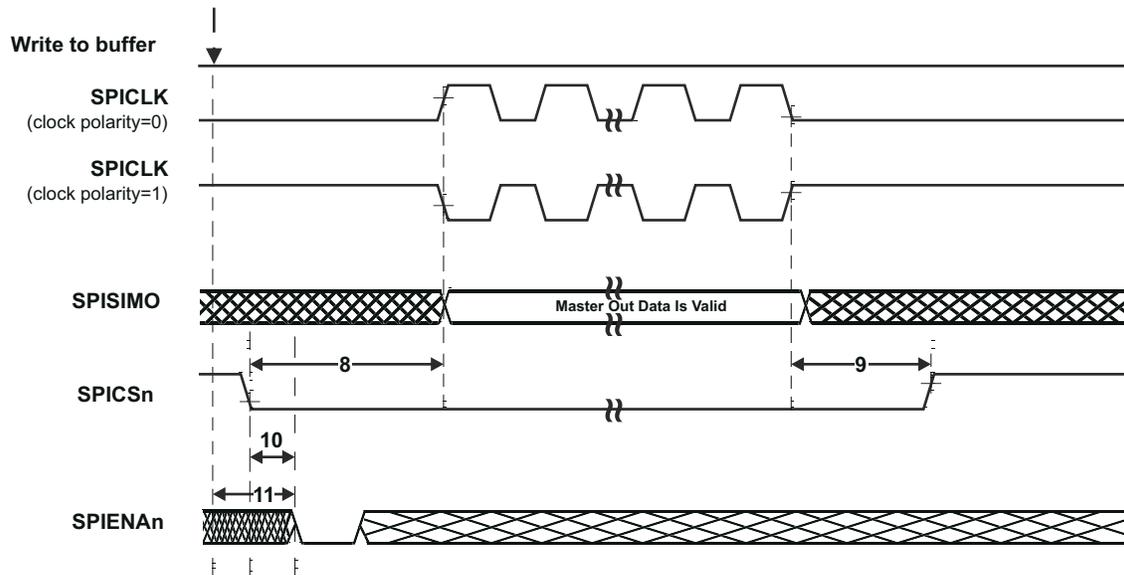 Write to buffer
SPICLK
(clock polarity=0)
SPICLK
(clock polarity=1)
SPISIMO
Master Out Data Is Valid
8
9
SPICSn
10
11
SPIENAn